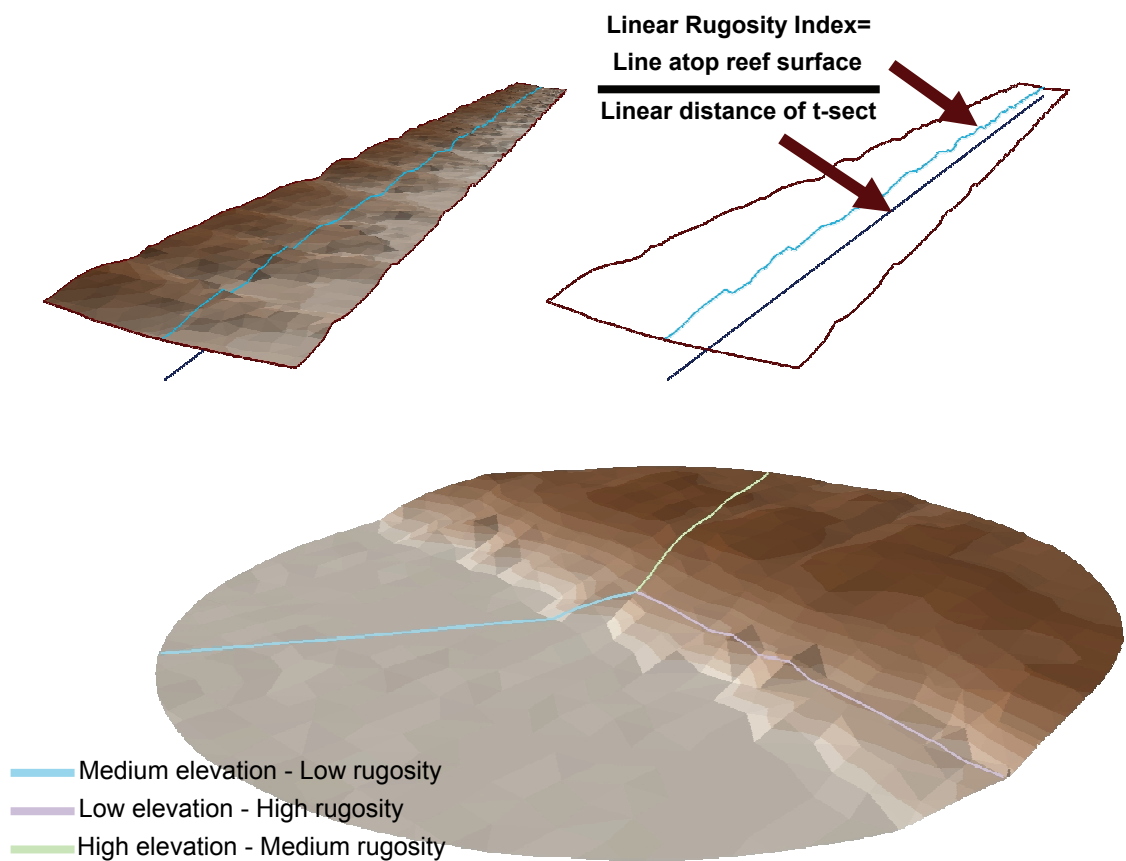 Linear Rugosity Index=
Line atop reef surface
Linear distance of t-sect
Medium elevation - Low rugosity
Low elevation - High rugosity
High elevation - Medium rugosity